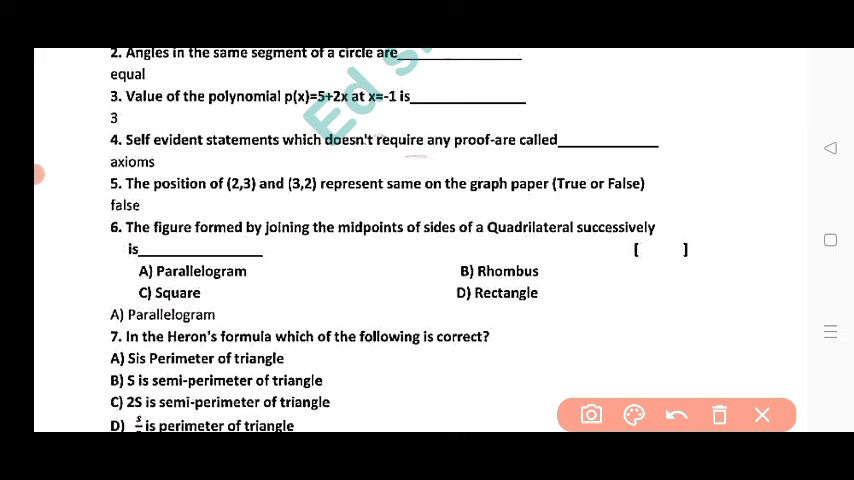 2. Angles in the same segment of a circle are____________
equal
3. Value of the polynomial p(x)=5+2x at x=-1 is____________
3
4. Self evident statements which doesn't require any proof-are called__________
axioms
5. The position of (2,3) and (3,2) represent same on the graph paper (True or False)
false
6. The figure formed by joining the midpoints of sides of a Quadrilateral successively
is____________ [ ]
A) Parallelogram B) Rhombus
C) Square D) Rectangle
A) Parallelogram
7. In the Heron's formula which of the following is correct?
A) Sis Perimeter of triangle
B) S is semi-perimeter of triangle
C) 2S is semi-perimeter of triangle
D) is perimeter of triangle
Ed